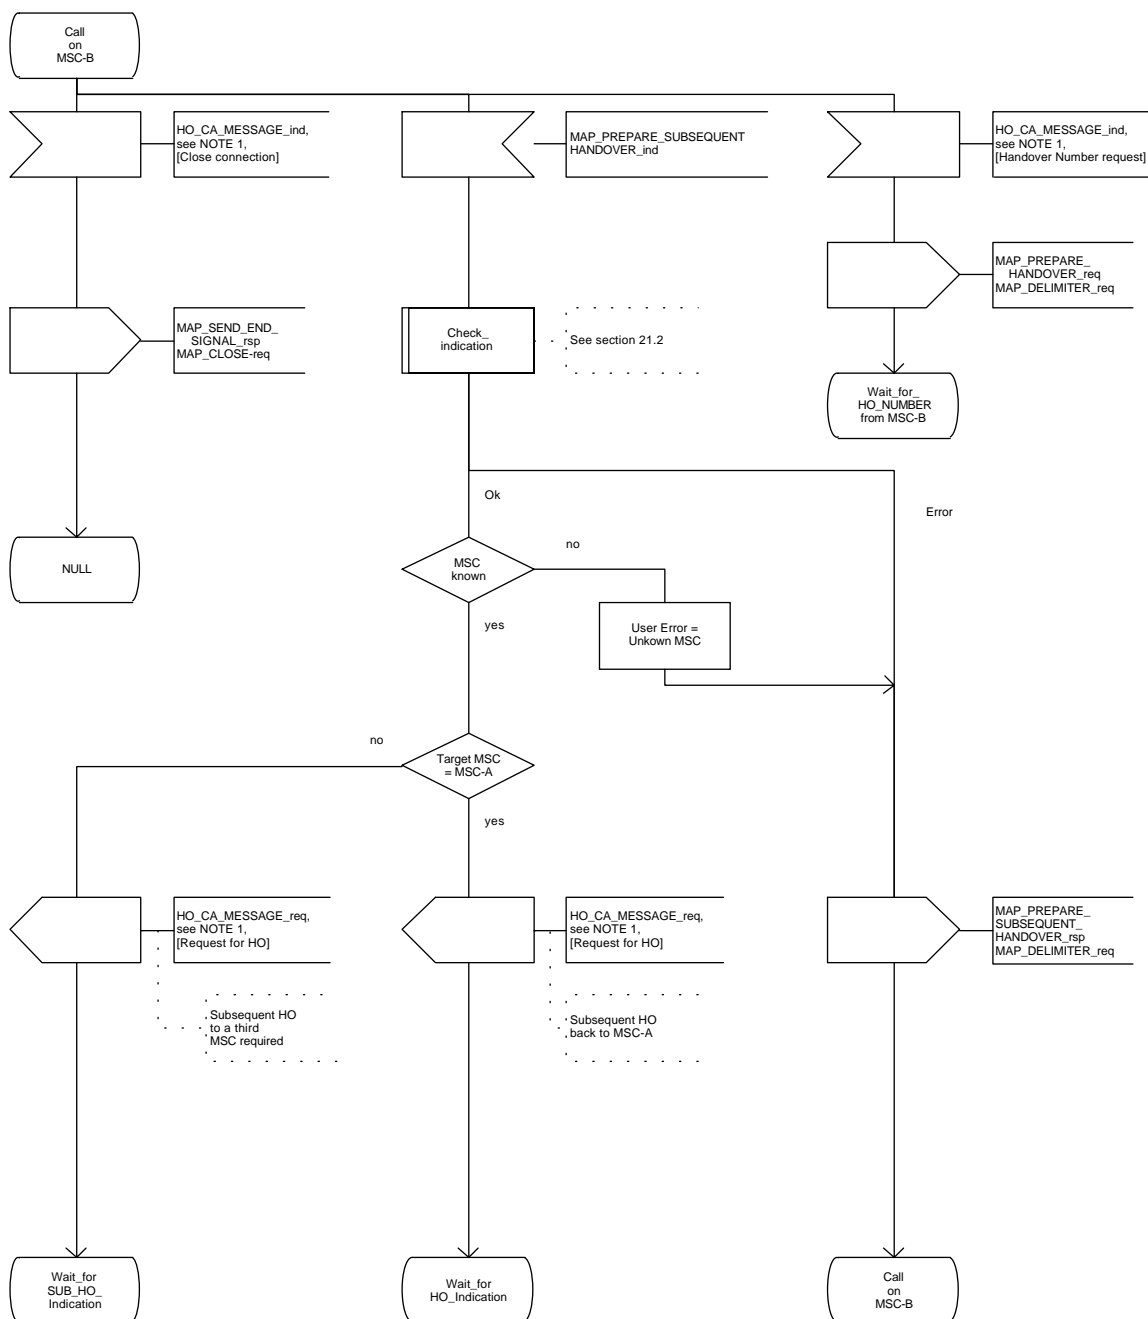 Call
on
MSC-B
HO_CA_MESSAGE_ind,
see NOTE 1,
[Close connection]
MAP_PREPARE_SUBSEQUENT
HANDOVER_ind
HO_CA_MESSAGE_ind,
see NOTE 1,
[Handover Number request]
MAP_PREPARE_
HANDOVER_req
MAP_DELIMITER_req
MAP_SEND_END_
SIGNAL_rsp
MAP_CLOSE-req
Check_
indication
See section 21.2
Wait_for_
HO_NUMBER
from MSC-B
Ok
Error
NULL
MSC
known
no
yes
User Error =
Unkown MSC
no
Target MSC
= MSC-A
yes
HO_CA_MESSAGE_req,
see NOTE 1,
[Request for HO]
HO_CA_MESSAGE_req,
see NOTE 1,
[Request for HO]
MAP_PREPARE_
SUBSEQUENT_
HANDOVER_rsp
MAP_DELIMITER_req
Subsequent HO
to a third
MSC required
Subsequent HO
back to MSC-A
Wait_for
SUB_HO_
Indication
Wait_for
HO_Indication
Call
on
MSC-B